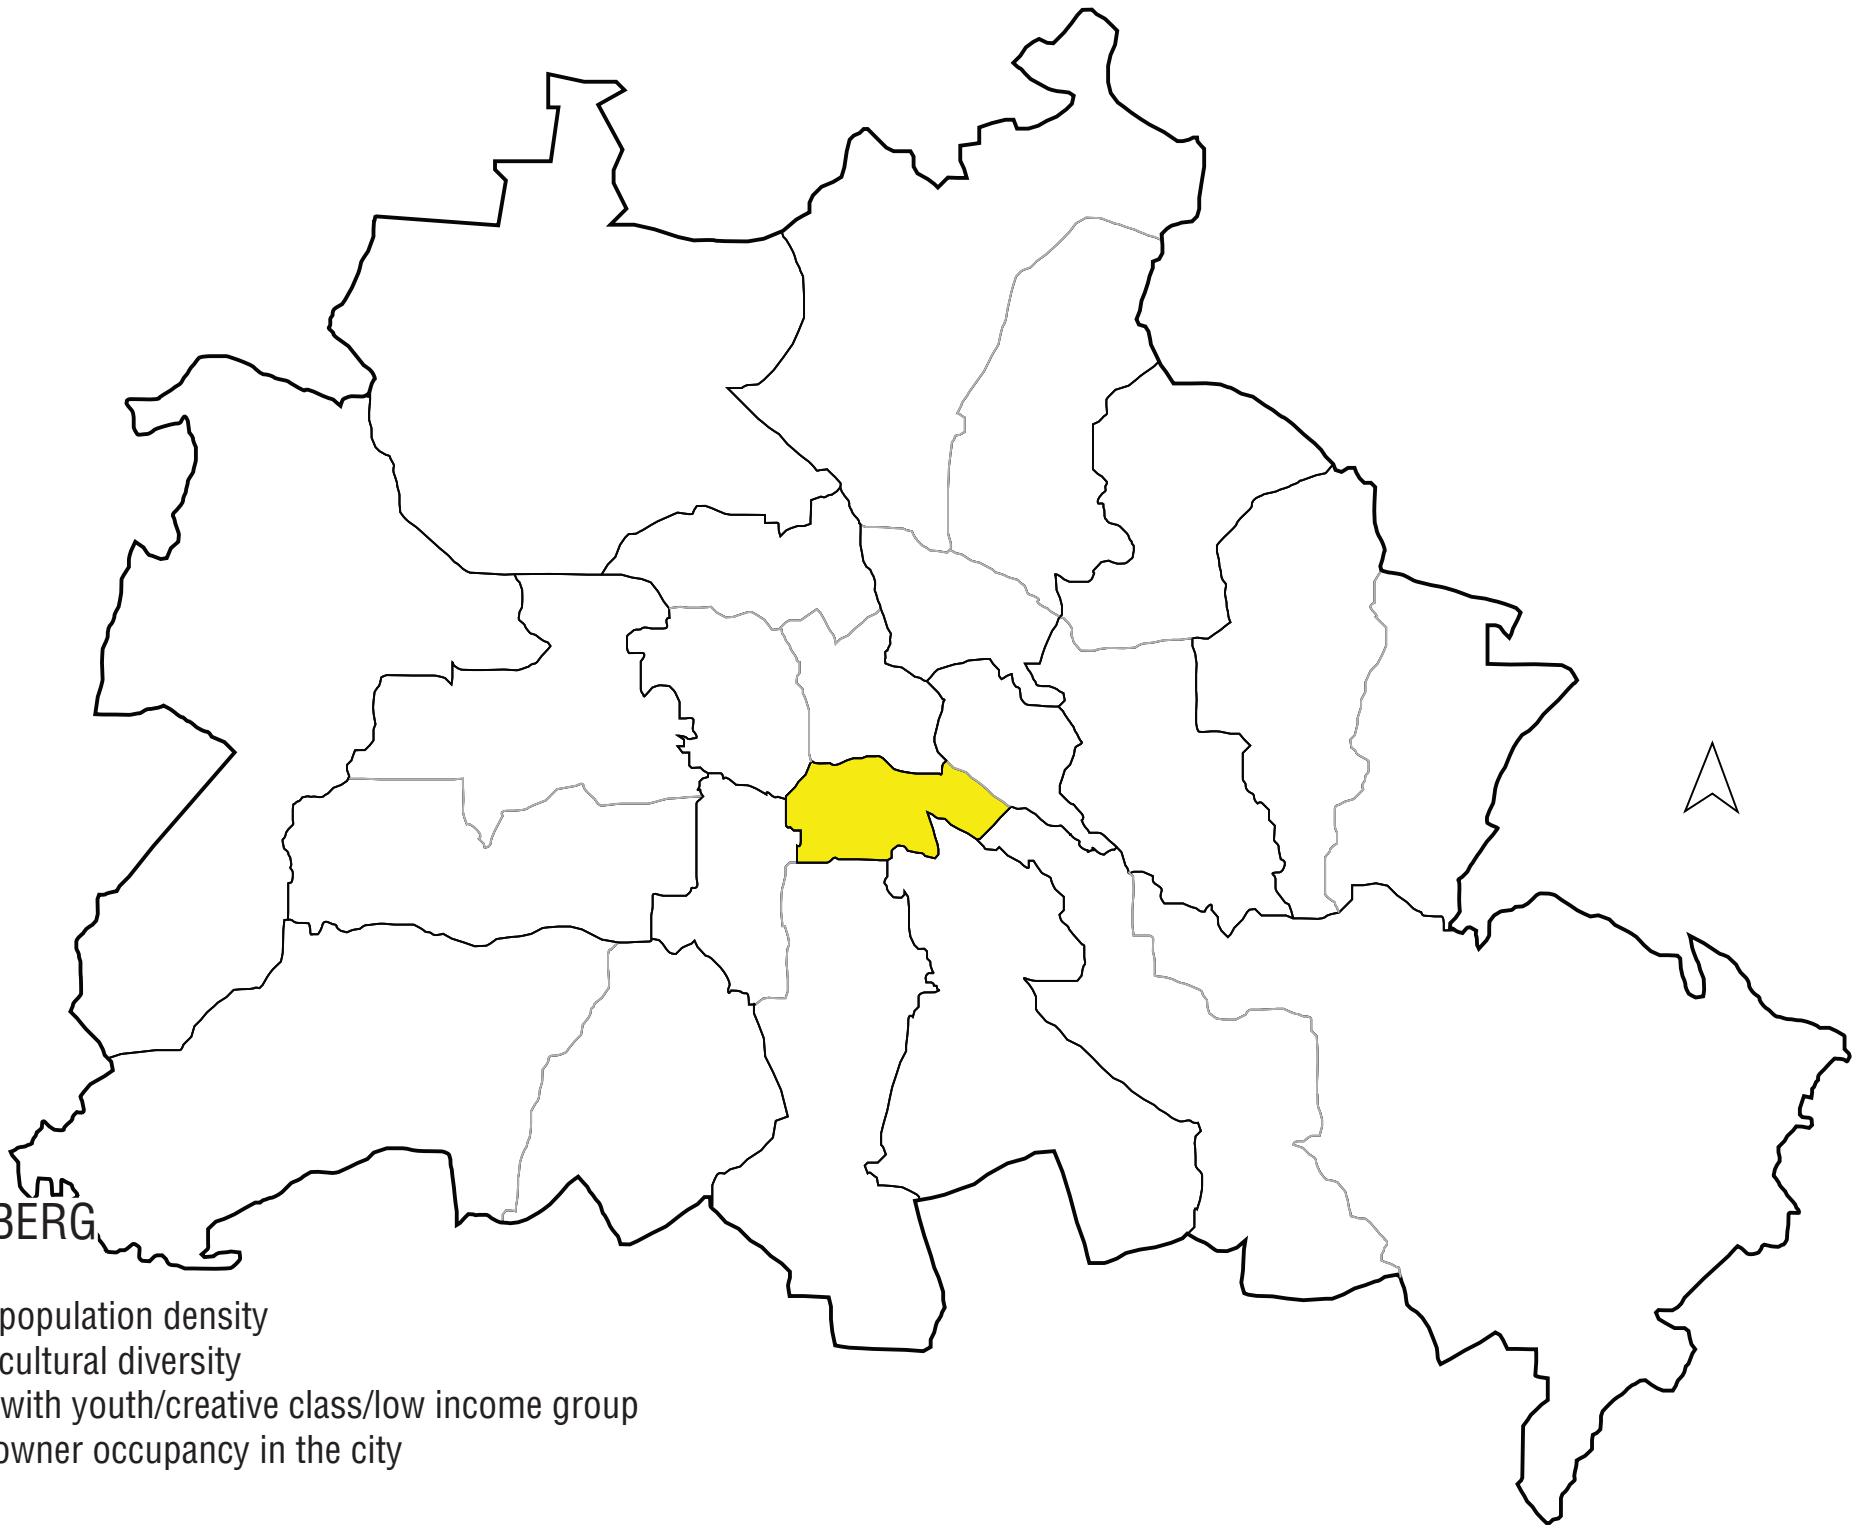 BERG
population density
cultural diversity
with youth/creative class/low income group
owner occupancy in the city